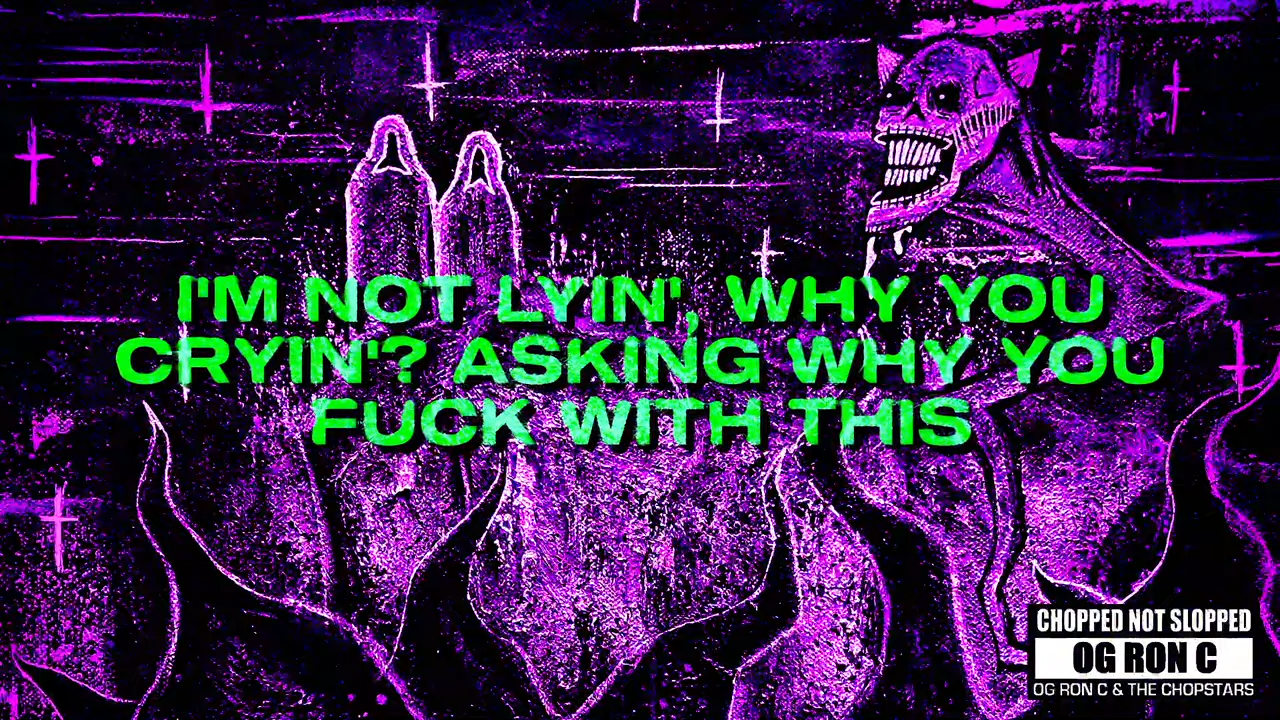 I'M NOT LYIN', WHY YOU
CRYIN'? ASKING WHY YOU
FUCK WITH THIS
CHOPPED NOT SLOPPED
OG RON C
OG RON C & THE CHOPSTARS